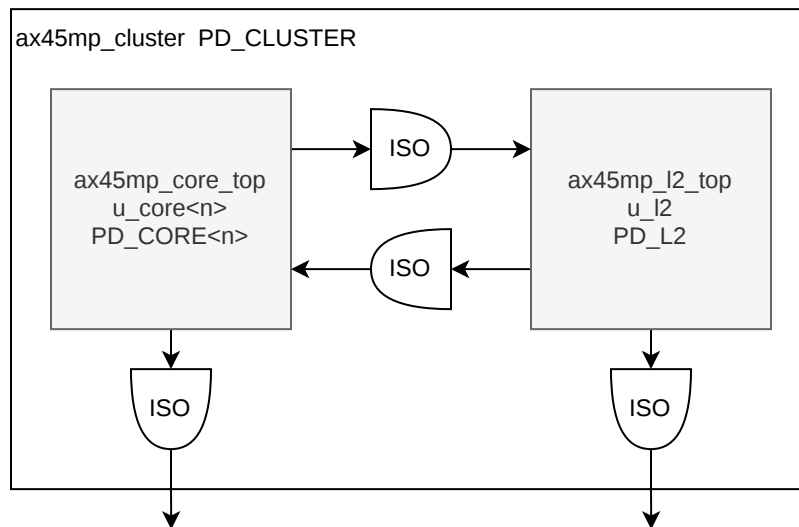 ax45mp_cluster  PD_CLUSTER
ISO
ax45mp_core_top
u_core<n>
PD_CORE<n>
ax45mp_l2_top
u_l2
PD_L2
ISO
ISO
ISO